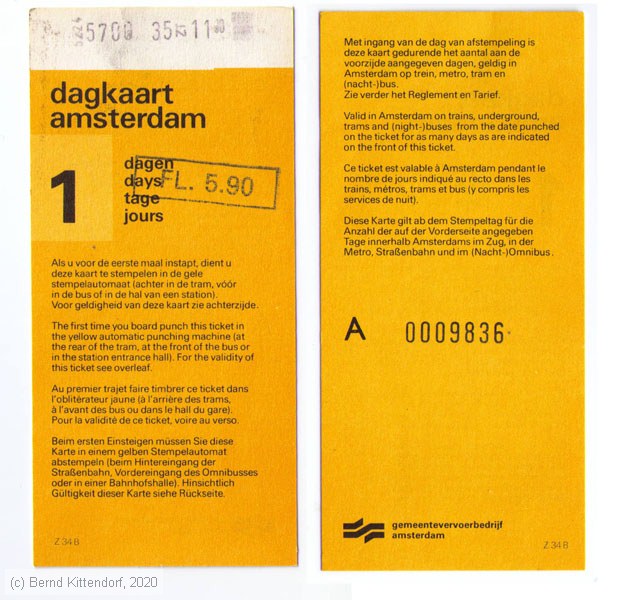 5700 35 11
dagkaart
amsterdam
1
dagen
days
tage
jours
FL. 5.90
Als u voor de eerste maal instapt, dient u
deze kaart te stempelen in de gele
stempelautomaat (achter in de tram, vóór
in de bus of in de hal van een station).
Voor geldigheid van deze kaart zie achterzijde.
The first time you board punch this ticket in
the yellow automatic punching machine (at
the rear of the tram, at the front of the bus or
in the station entrance hall). For the validity of
this ticket see overleaf.
Au premier trajet faire timbrer ce ticket dans
l'oblitérateur jaune (à l'arrière des trams,
à l'avant des bus ou dans le hall du gare).
Pour la validité de ce ticket, voire au verso.
Beim ersten Einsteigen müssen Sie diese
Karte in einem gelben Stempelautomat
abstempeln (beim Hintereingang der
Straßenbahn, Vordereingang des Omnibusses
oder in einer Bahnhofshalle). Hinsichtlich
Gültigkeit dieser Karte siehe Rückseite.
Z 34 B
Met ingang van de dag van afstempeling is
deze kaart gedurende het aantal aan de
voorzijde aangegeven dagen, geldig in
Amsterdam op trein, metro, tram en
(nacht-)bus.
Zie verder het Reglement en Tarief.
Valid in Amsterdam on trains, underground,
trams and (night-)buses from the date punched
on the ticket for as many days as are indicated
on the front of this ticket.
Ce ticket est valable à Amsterdam pendant le
nombre de jours indiqué au recto dans les
trains, métros, trams et bus (y compris les
services de nuit).
Diese Karte gilt ab dem Stempeltag für die
Anzahl der auf der Vorderseite angegeben
Tage innerhalb Amsterdams im Zug, in der
Metro, Straßenbahn und im (Nacht-)Omnibus.
A 0009836
gemeentevervoerbedrijf
amsterdam
Z 34 B
(c) Bernd Kittendorf, 2020